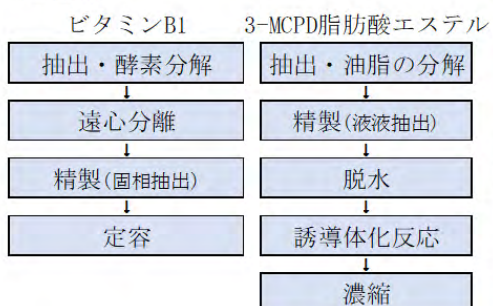 ビタミンB1
抽出・酵素分解
↓
遠心分離
↓
精製(固相抽出)
↓
定容
3-MCPD脂肪酸エステル
抽出・油脂の分解
↓
精製(液液抽出)
↓
脱水
↓
誘導体化反応
↓
濃縮